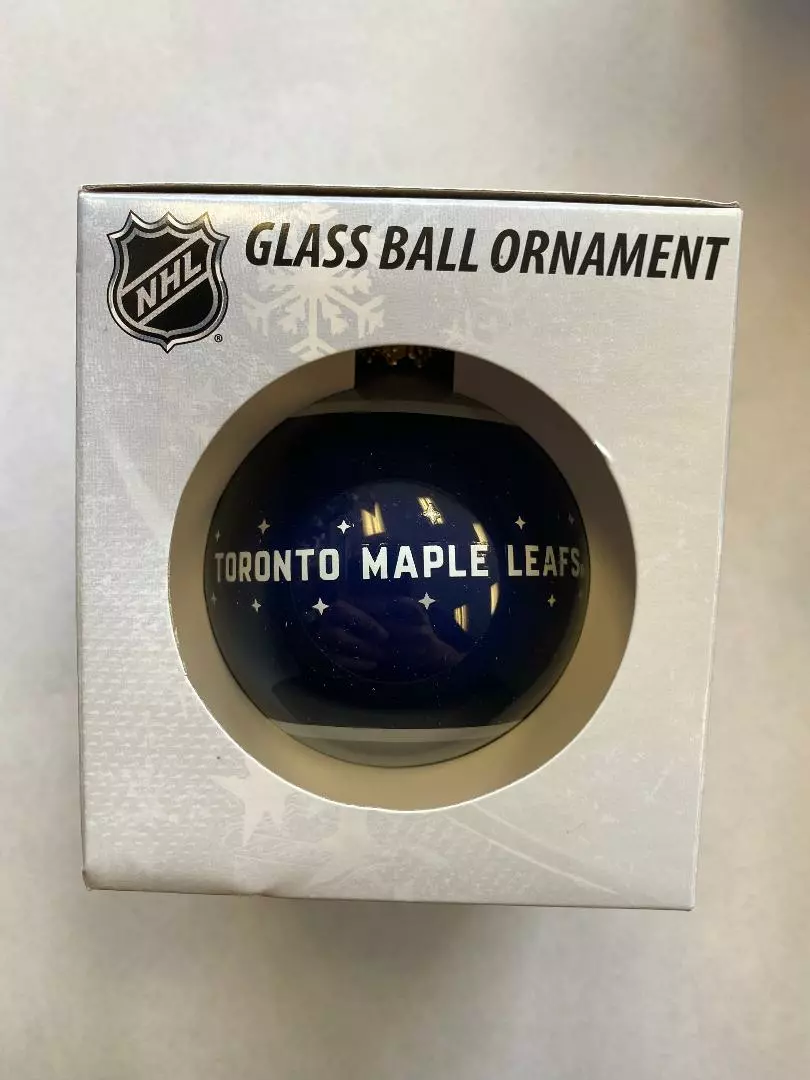 NHL
®
GLASS BALL ORNAMENT
TORONTO MAPLE LEAFS